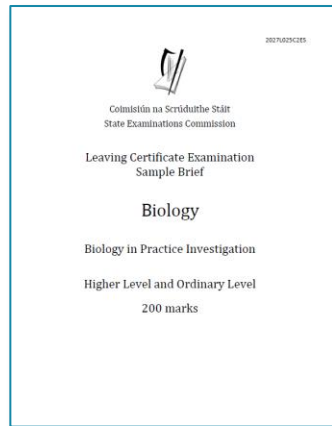 2027L025C2ES
Coimisiún na Scrúduithe Stáit
State Examinations Commission
Leaving Certificate Examination
Sample Brief
Biology
Biology in Practice Investigation
Higher Level and Ordinary Level
200 marks